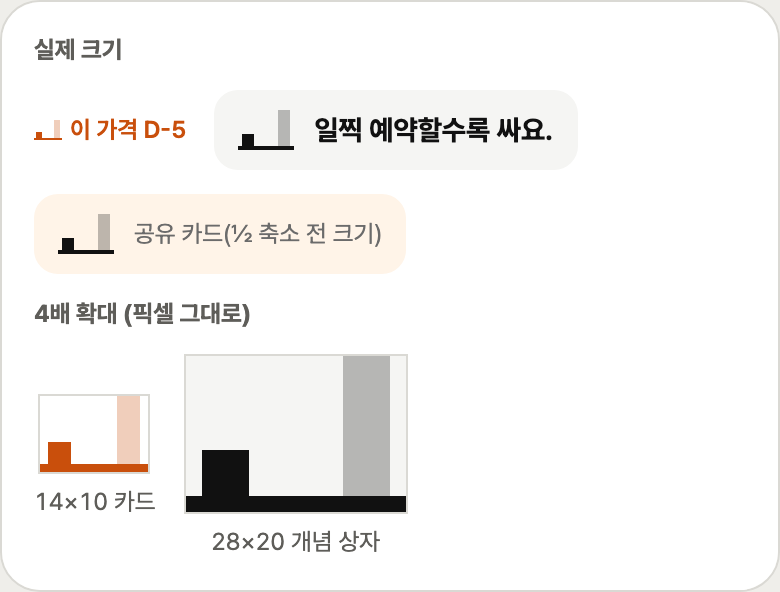 실제 크기
이 가격 D-5
일찍 예약할수록 싸요.
공유 카드(½ 축소 전 크기)
4배 확대 (픽셀 그대로)
14×10 카드
28×20 개념 상자